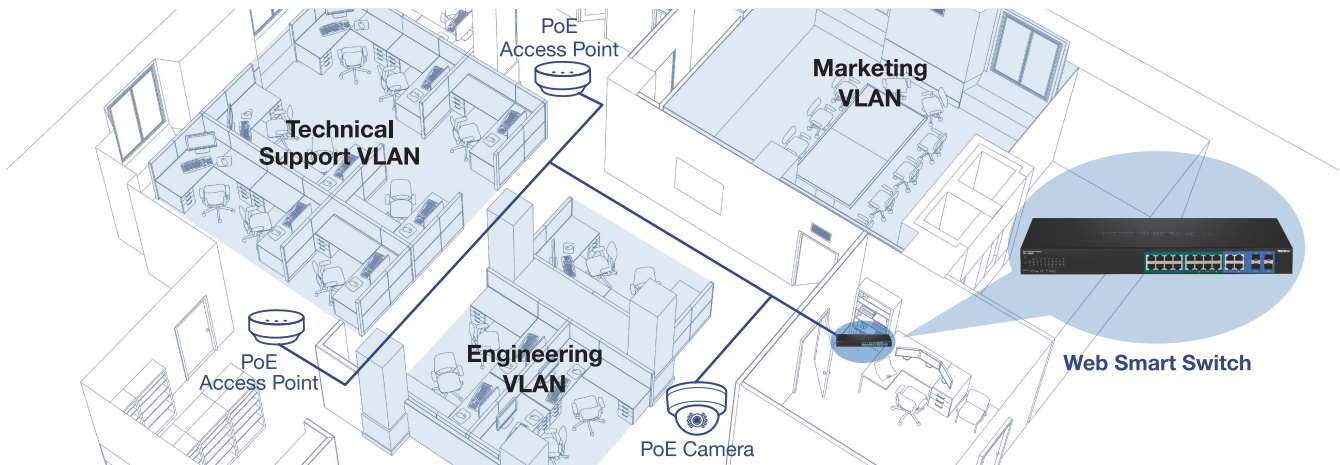 PoE
Access Point
Marketing
VLAN
Technical
Support VLAN
PoE
Access Point
Engineering
VLAN
PoE Camera
Web Smart Switch